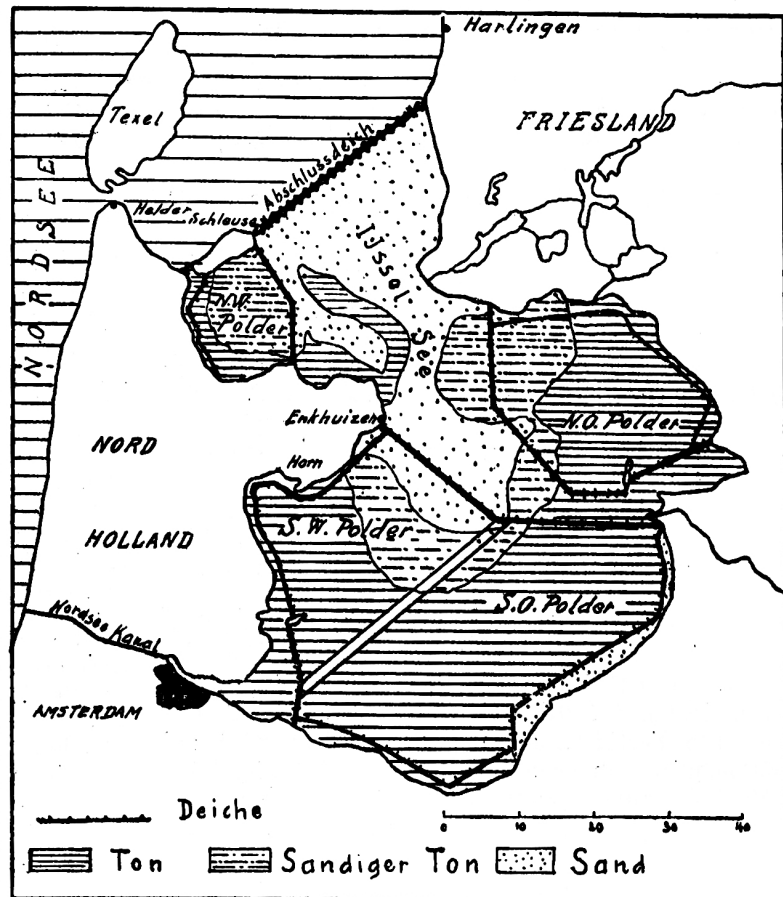 Harlingen
Texel
FRIESLAND
NORDSEE
Abschlussdeich
Helder
Schleuse
IJssel
See
N.W.
Polder
N.O. Polder
Enkhuizen
NORD
Horn
HOLLAND
S.W. Polder
S.O. Polder
Nordsee Kanal
AMSTERDAM
Deiche
0 10 20 30 40
Ton Sandiger Ton Sand